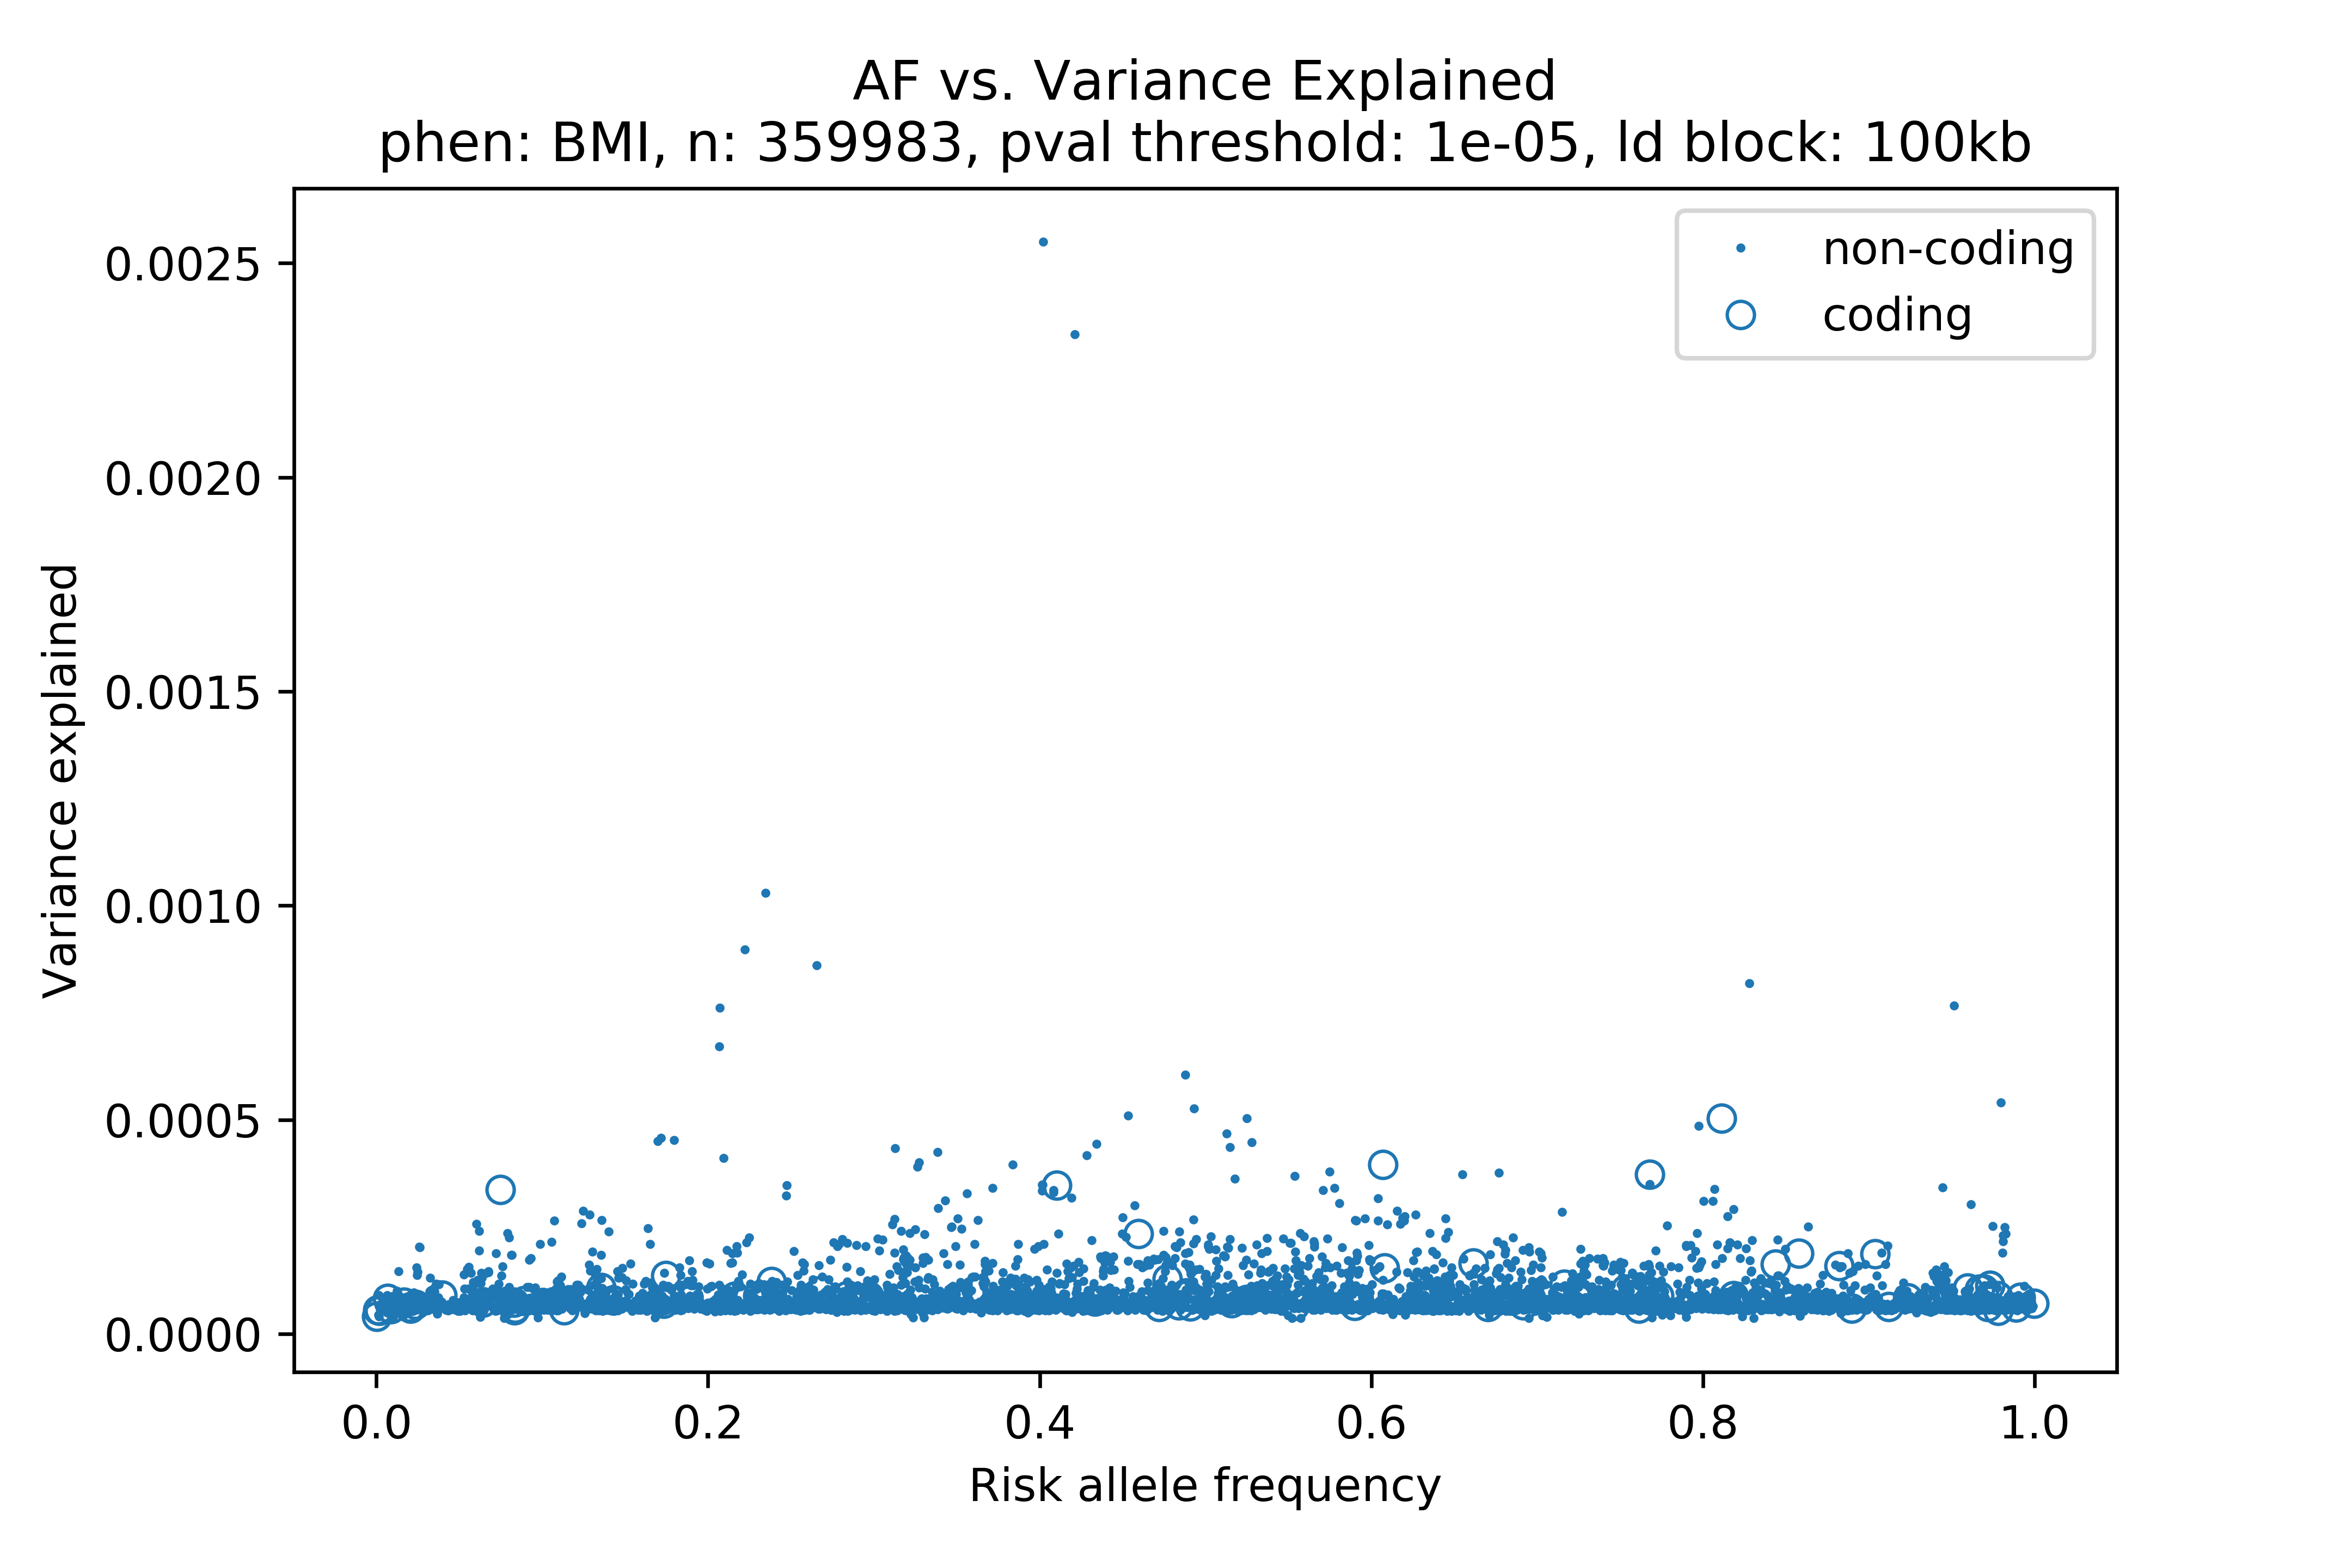 AF vs. Variance Explained
phen: BMI, n: 359983, pval threshold: 1e-05, ld block: 100kb
non-coding
coding
0.0025
0.0020
0.0015
0.0010
0.0005
0.0000
Variance explained
0.0 0.2 0.4 0.6 0.8 1.0
Risk allele frequency